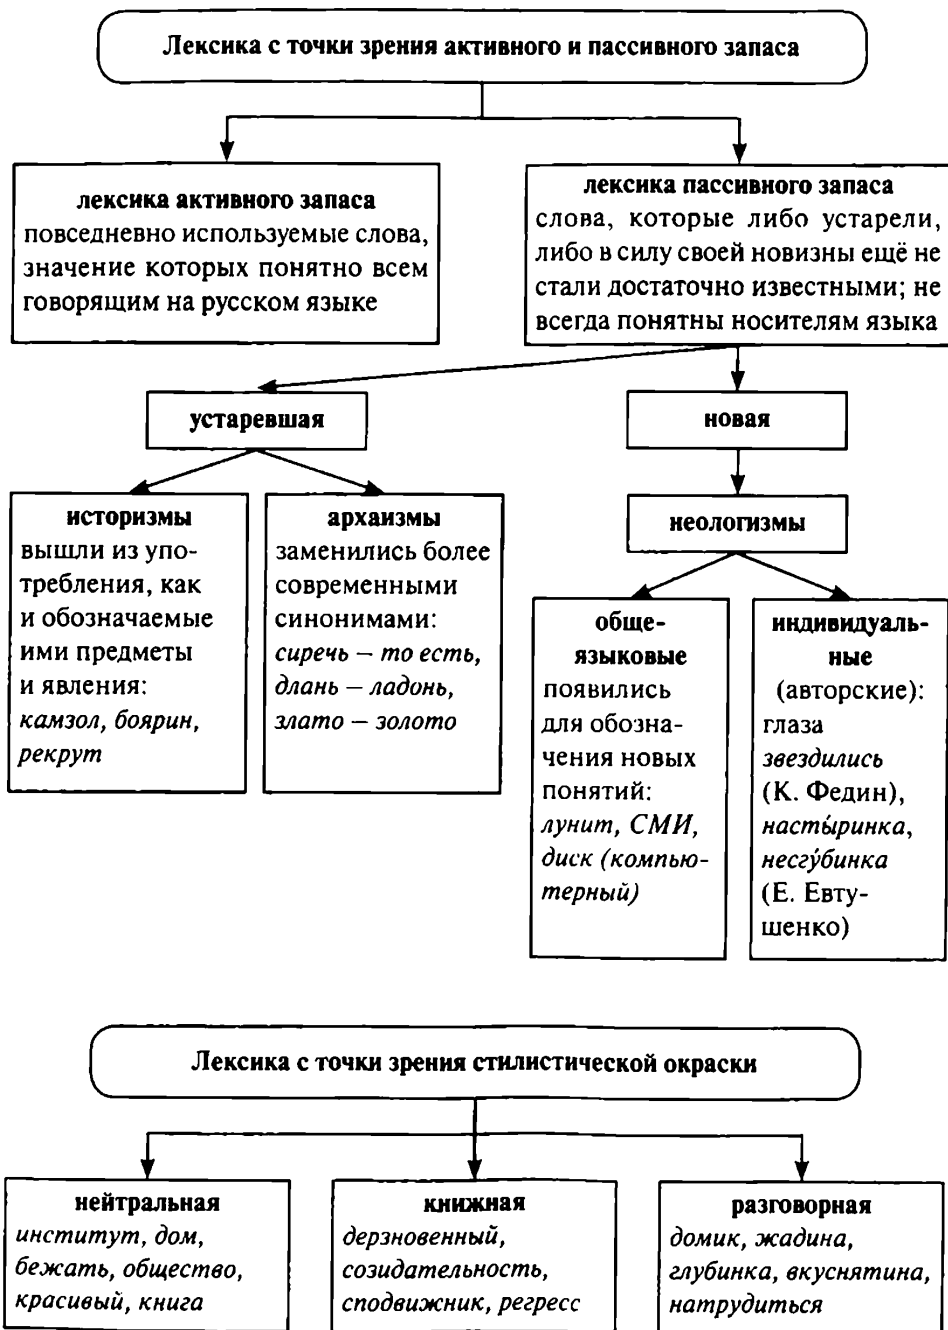 Лексика с точки зрения активного и пассивного запаса
лексика активного запаса
повседневно используемые слова,
значение которых понятно всем
говорящим на русском языке
лексика пассивного запаса
слова, которые либо устарели,
либо в силу своей новизны ещё не
стали достаточно известными; не
всегда понятны носителям языка
устаревшая
новая
историзмы
вышли из упо-
требления, как
и обозначаемые
ими предметы
и явления:
камзол, боярин,
рекрут
архаизмы
заменились более
современными
синонимами:
сиречь – то есть,
длань – ладонь,
злато – золото
неологизмы
обще-
языковые
появились
для обозна-
чения новых
понятий:
лунит, СМИ,
диск (компью-
терный)
индивидуаль-
ные
(авторские):
глаза
звездились
(К. Федин),
насты́ринка,
несгу́бинка
(Е. Евту-
шенко)
Лексика с точки зрения стилистической окраски
нейтральная
институт, дом,
бежать, общество,
красивый, книга
книжная
дерзновенный,
созидательность,
сподвижник, регресс
разговорная
домик, жадина,
глубинка, вкуснятина,
натрудиться